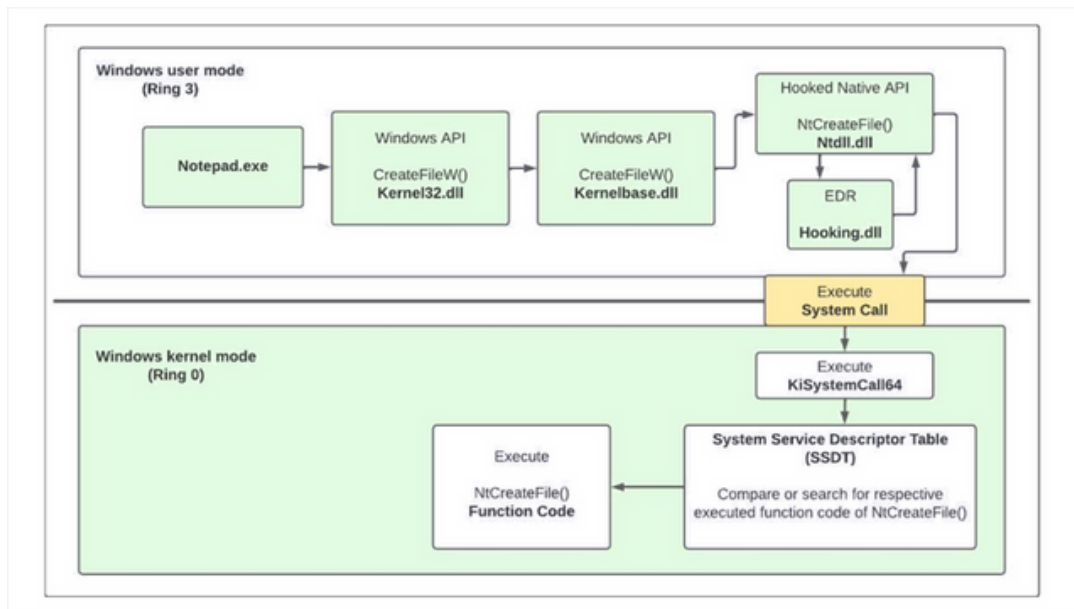 Windows user mode
(Ring 3)
Notepad.exe
Windows API
CreateFileW()
Kernel32.dll
Windows API
CreateFileW()
Kernelbase.dll
Hooked Native API
NtCreateFile()
Ntdll.dll
EDR
Hooking.dll
Execute
System Call
Windows kernel mode
(Ring 0)
Execute
KiSystemCall64
System Service Descriptor Table
(SSDT)
Compare or search for respective
executed function code of NtCreateFile()
Execute
NtCreateFile()
Function Code